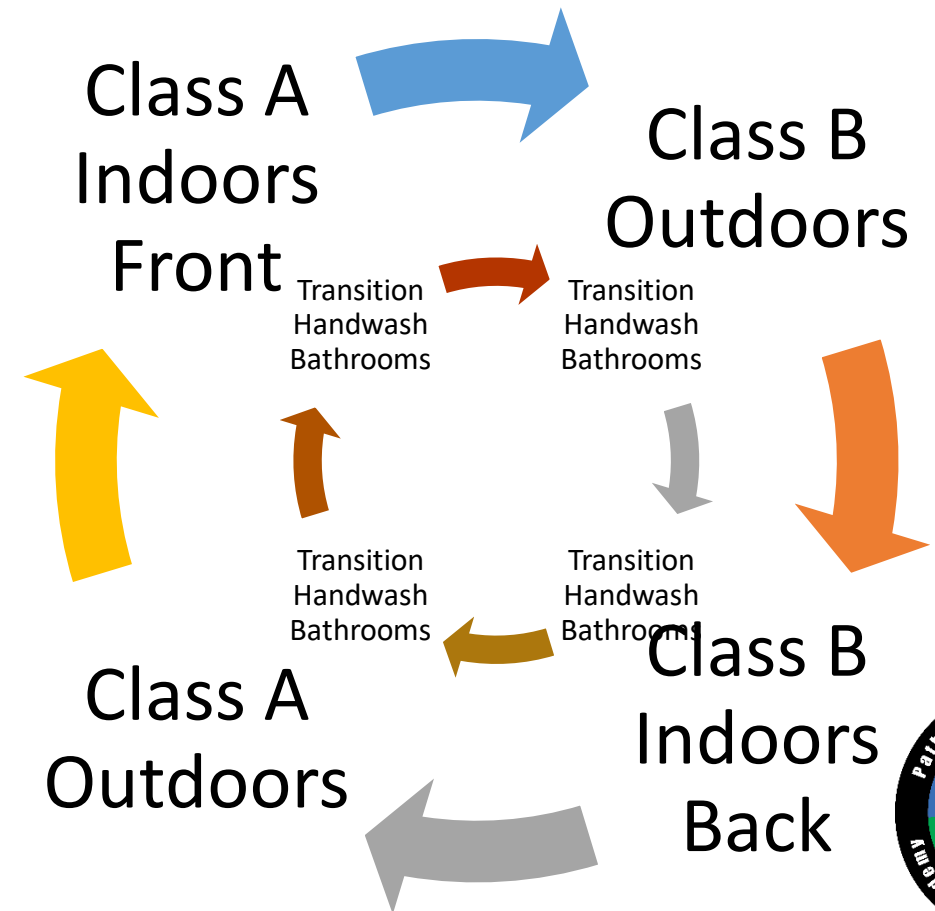 Class A
Indoors
Front
Class B
Outdoors
Transition
Handwash
Bathrooms
Transition
Handwash
Bathrooms
Transition
Handwash
Bathrooms
Transition
Handwash
Bathrooms
Class A
Outdoors
Class B
Indoors
Back